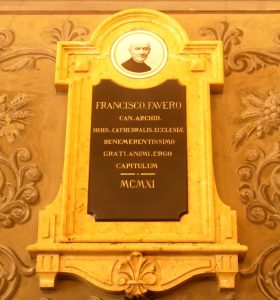 FRANCISCO. FAVERO
CAN. ARCHID.
HUIUS. CATHEDRALIS. ECCLESIÆ
BENEMERENTISSIMO
GRATI. ANIMI. ERGO
CAPITULUM
MCMXI